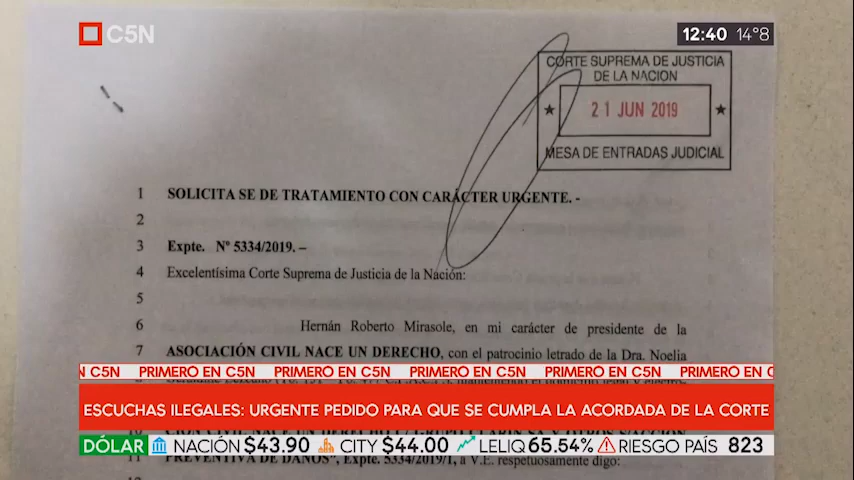 C5N
12:40 14°8
CORTE SUPREMA DE JUSTICIA
DE LA NACION
★ 21 JUN 2019 ★
MESA DE ENTRADAS JUDICIAL
1 SOLICITA SE DE TRATAMIENTO CON CARÁCTER URGENTE. -
2
3 Expte. Nº 5334/2019. –
4 Excelentísima Corte Suprema de Justicia de la Nación:
5
6 Hernán Roberto Mirasole, en mi carácter de presidente de la
7 ASOCIACIÓN CIVIL NACE UN DERECHO, con el patrocinio letrado de la Dra. Noelia
N C5N PRIMERO EN C5N PRIMERO EN C5N PRIMERO EN C5N PRIMERO EN C5N PRIMERO
ESCUCHAS ILEGALES: URGENTE PEDIDO PARA QUE SE CUMPLA LA ACORDADA DE LA CORTE
DÓLAR NACIÓN $43.90 CITY $44.00 LELIQ 65.54% RIESGO PAÍS 823
11 PREVENTIVA DE DAÑOS", Expte. 5334/2019/1, a V.E. respetuosamente digo: